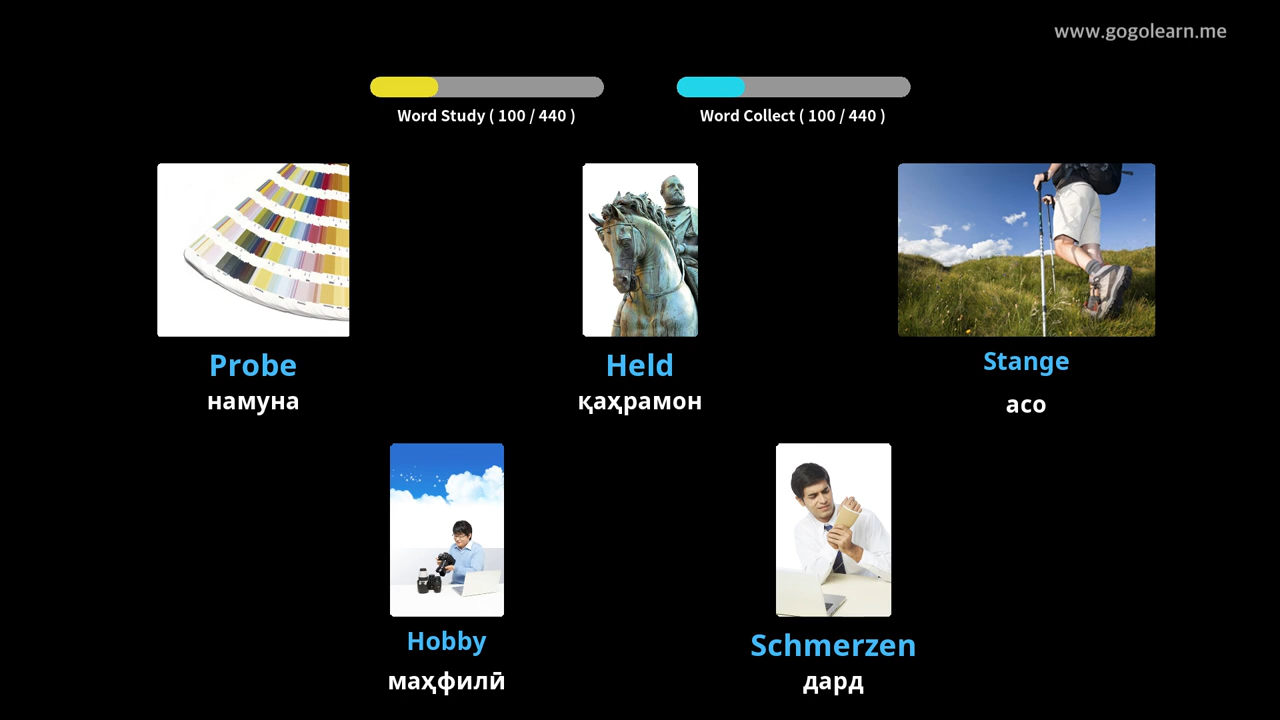 www.gogolearn.me
Word Study ( 100 / 440 )
Word Collect ( 100 / 440 )
Probe
намуна
Held
қаҳрамон
Stange
асо
Hobby
маҳфилӣ
Schmerzen
дард